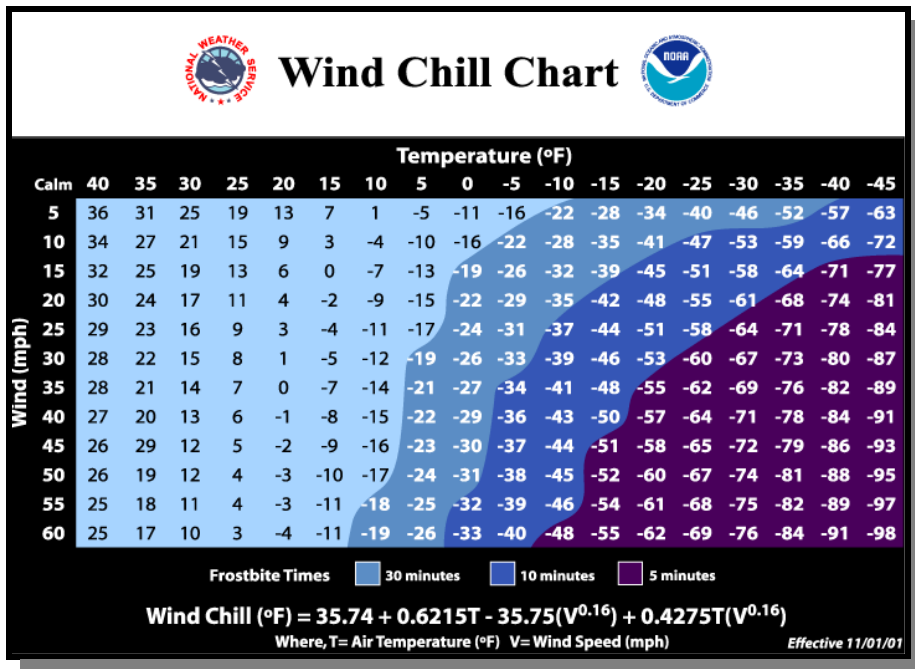 NATIONAL WEATHER SERVICE
Wind Chill Chart
NOAA
NATIONAL OCEANIC AND ATMOSPHERIC ADMINISTRATION
U.S. DEPARTMENT OF COMMERCE
Temperature (ºF)
Calm 40 35 30 25 20 15 10 5 0 -5 -10 -15 -20 -25 -30 -35 -40 -45
5 36 31 25 19 13 7 1 -5 -11 -16 -22 -28 -34 -40 -46 -52 -57 -63
10 34 27 21 15 9 3 -4 -10 -16 -22 -28 -35 -41 -47 -53 -59 -66 -72
15 32 25 19 13 6 0 -7 -13 -19 -26 -32 -39 -45 -51 -58 -64 -71 -77
20 30 24 17 11 4 -2 -9 -15 -22 -29 -35 -42 -48 -55 -61 -68 -74 -81
25 29 23 16 9 3 -4 -11 -17 -24 -31 -37 -44 -51 -58 -64 -71 -78 -84
30 28 22 15 8 1 -5 -12 -19 -26 -33 -39 -46 -53 -60 -67 -73 -80 -87
35 28 21 14 7 0 -7 -14 -21 -27 -34 -41 -48 -55 -62 -69 -76 -82 -89
40 27 20 13 6 -1 -8 -15 -22 -29 -36 -43 -50 -57 -64 -71 -78 -84 -91
45 26 29 12 5 -2 -9 -16 -23 -30 -37 -44 -51 -58 -65 -72 -79 -86 -93
50 26 19 12 4 -3 -10 -17 -24 -31 -38 -45 -52 -60 -67 -74 -81 -88 -95
55 25 18 11 4 -3 -11 -18 -25 -32 -39 -46 -54 -61 -68 -75 -82 -89 -97
60 25 17 10 3 -4 -11 -19 -26 -33 -40 -48 -55 -62 -69 -76 -84 -91 -98
Wind (mph)
Frostbite Times 30 minutes 10 minutes 5 minutes
Wind Chill (ºF) = 35.74 + 0.6215T - 35.75(V0.16) + 0.4275T(V0.16)
Where, T= Air Temperature (ºF) V= Wind Speed (mph)
Effective 11/01/01